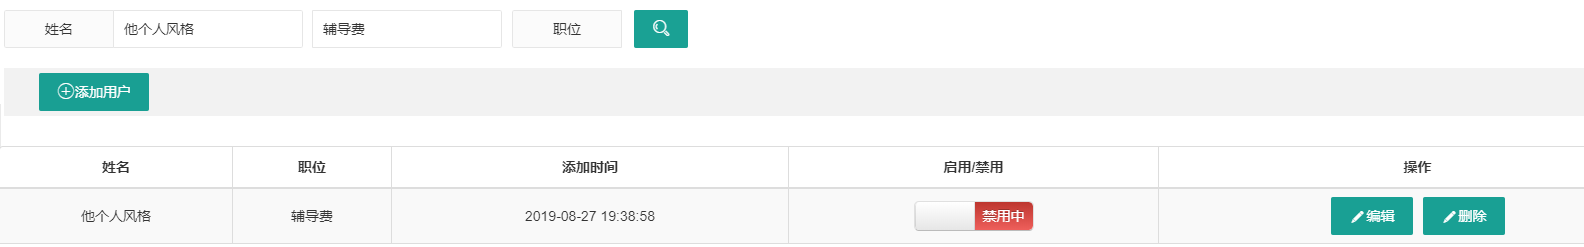 姓名 他个人风格 辅导费 职位
添加用户
姓名 职位 添加时间 启用/禁用 操作
他个人风格 辅导费 2019-08-27 19:38:58 禁用中 编辑 删除